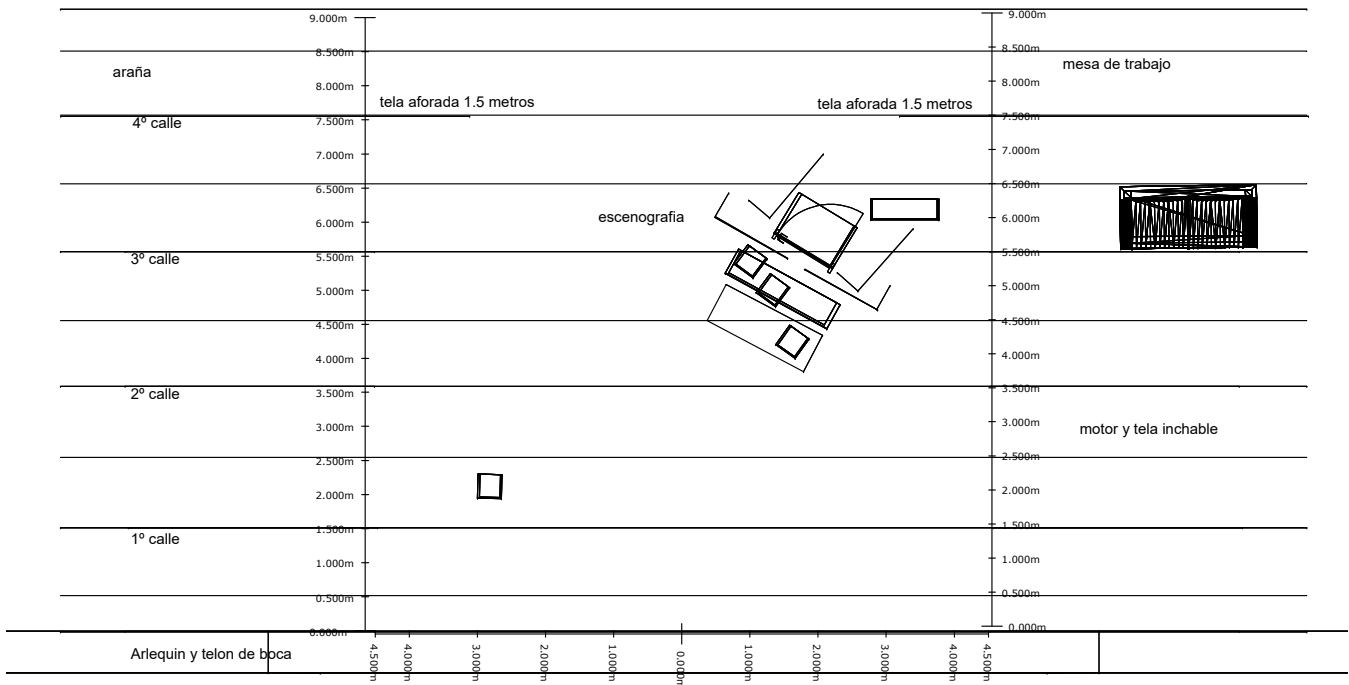 9.000m
9.000m
8.500m
8.500m
araña
mesa de trabajo
8.000m
8.000m
tela aforada 1.5 metros
tela aforada 1.5 metros
4º calle
7.500m
7.500m
7.000m
7.000m
6.500m
6.500m
escenografia
6.000m
6.000m
3º calle
5.500m
5.500m
5.000m
5.000m
4.500m
4.500m
4.000m
4.000m
2º calle
3.500m
3.500m
3.000m
3.000m
motor y tela inchable
2.500m
2.500m
2.000m
2.000m
1.500m
1.500m
1º calle
1.000m
1.000m
0.500m
0.500m
0.000m
0.000m
Arlequin y telon de boca
4.500m
4.000m
3.000m
2.000m
1.000m
0.000m
1.000m
2.000m
3.000m
4.000m
4.500m